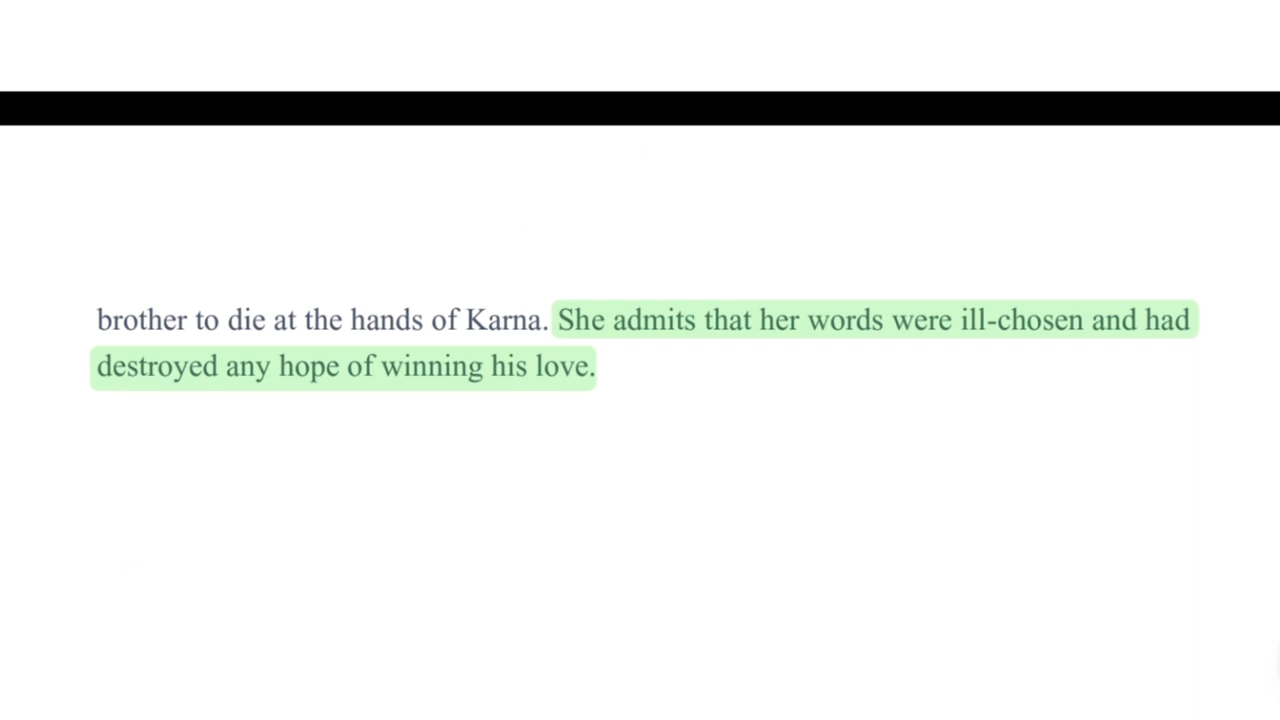 brother to die at the hands of Karna. She admits that her words were ill-chosen and had
destroyed any hope of winning his love.